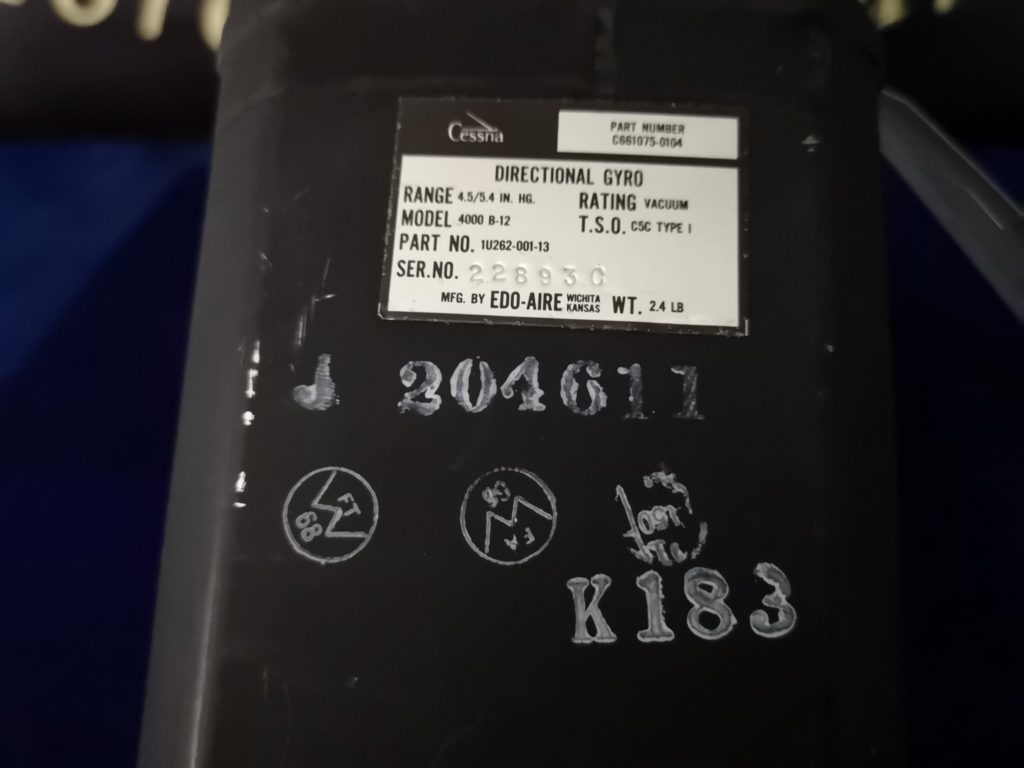 Cessna
PART NUMBER
C661075-0104
DIRECTIONAL GYRO
RANGE 4.5/5.4 IN. HG. RATING VACUUM
MODEL 4000 B-12 T.S.O. C5C TYPE I
PART NO. 1U262-001-13
SER.NO. 22893C
MFG. BY EDO-AIRE WICHITA KANSAS WT. 2.4 LB
J 204611
FT 68
FA
K183